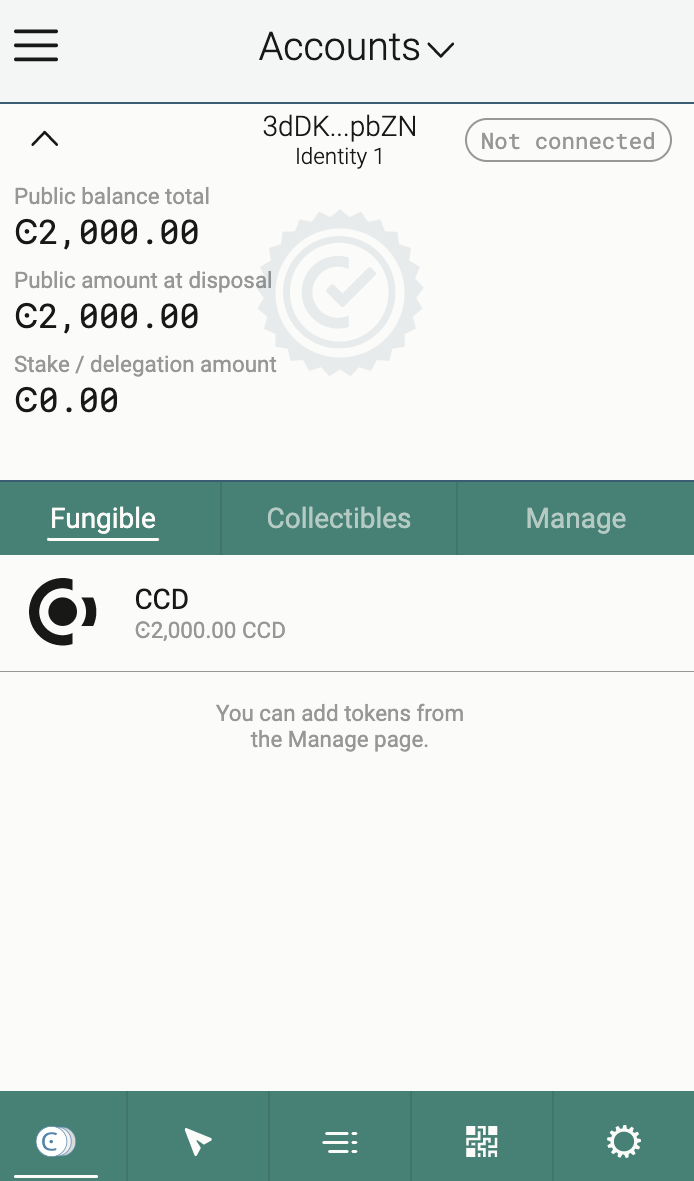 Accounts
3dDK...pbZN
Identity 1
Not connected
Public balance total
Ͼ2,000.00
Public amount at disposal
Ͼ2,000.00
Stake / delegation amount
Ͼ0.00
Fungible
Collectibles
Manage
CCD
Ͼ2,000.00 CCD
You can add tokens from
the Manage page.